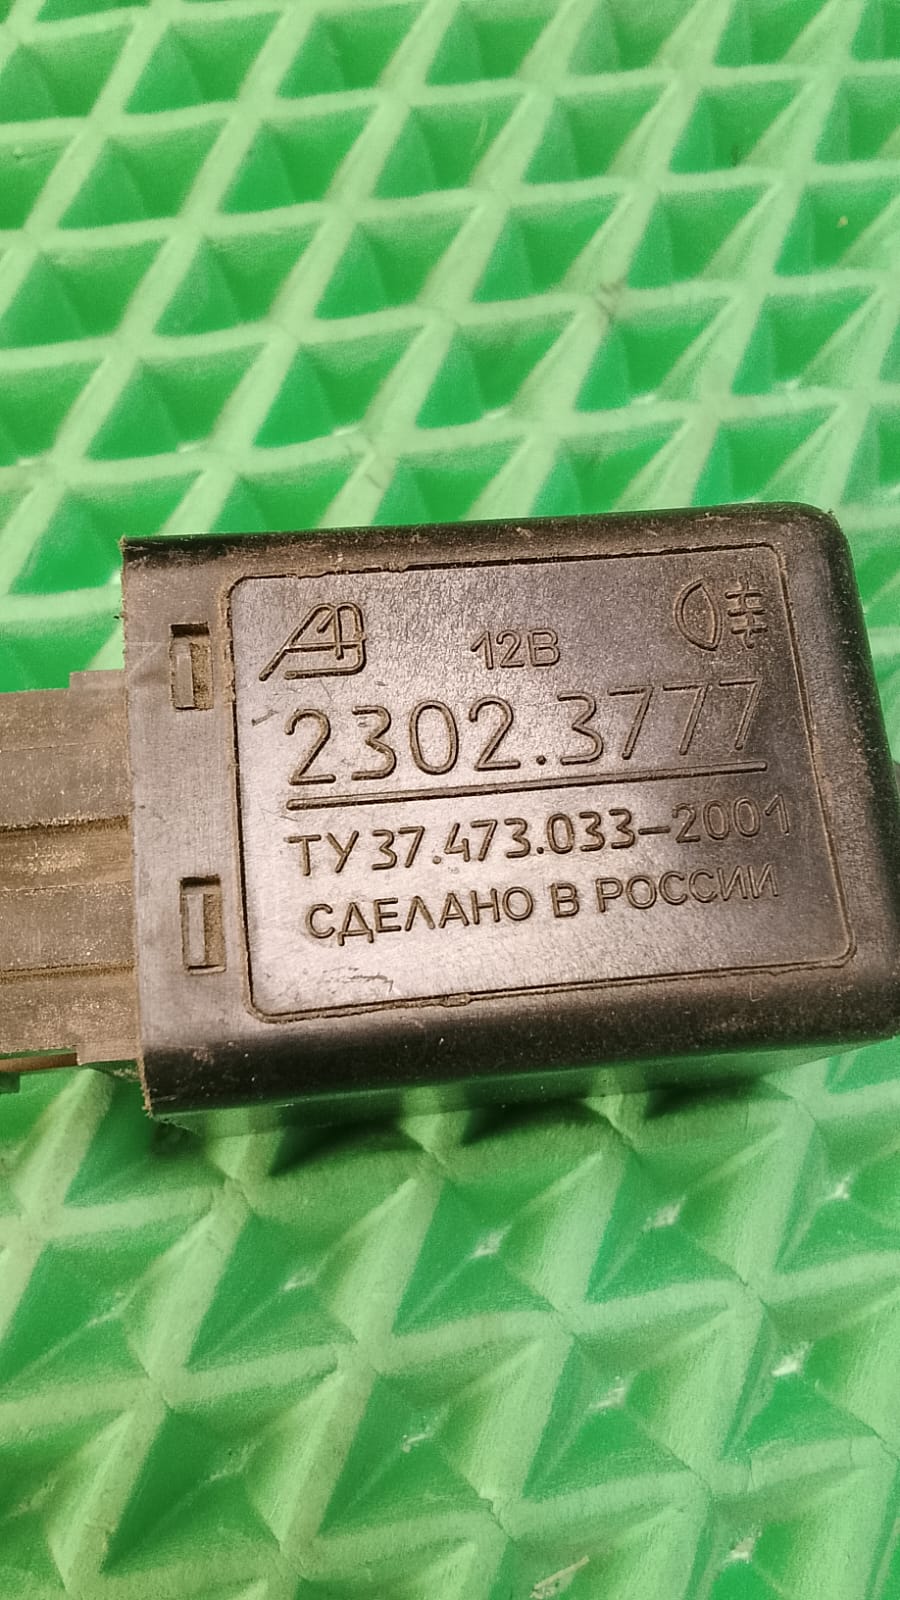 12В
2302.3777
ТУ 37.473.033-2001
СДЕЛАНО В РОССИИ